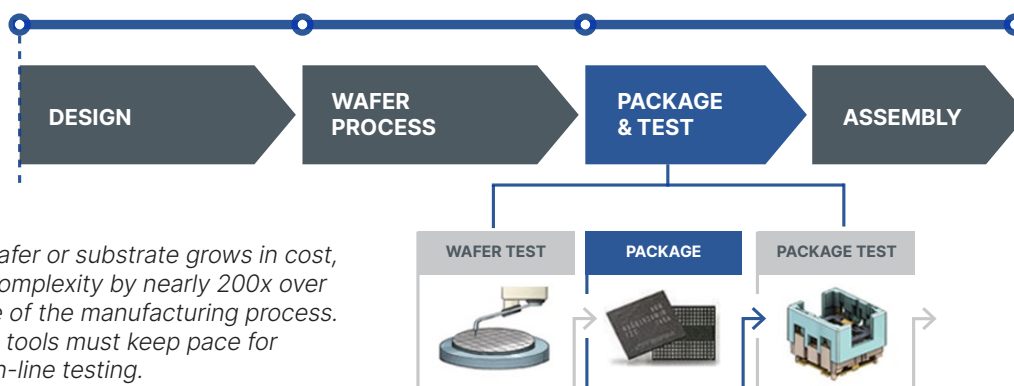 DESIGN
WAFER
PROCESS
PACKAGE
& TEST
ASSEMBLY
WAFER TEST
PACKAGE
PACKAGE TEST
afer or substrate grows in cost,
omplexity by nearly 200x over
e of the manufacturing process.
tools must keep pace for
n-line testing.